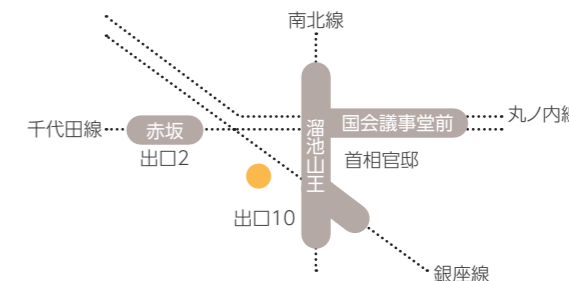 南北線
千代田線
赤坂
溜池山王
国会議事堂前
丸ノ内線
出口2
首相官邸
出口10
銀座線